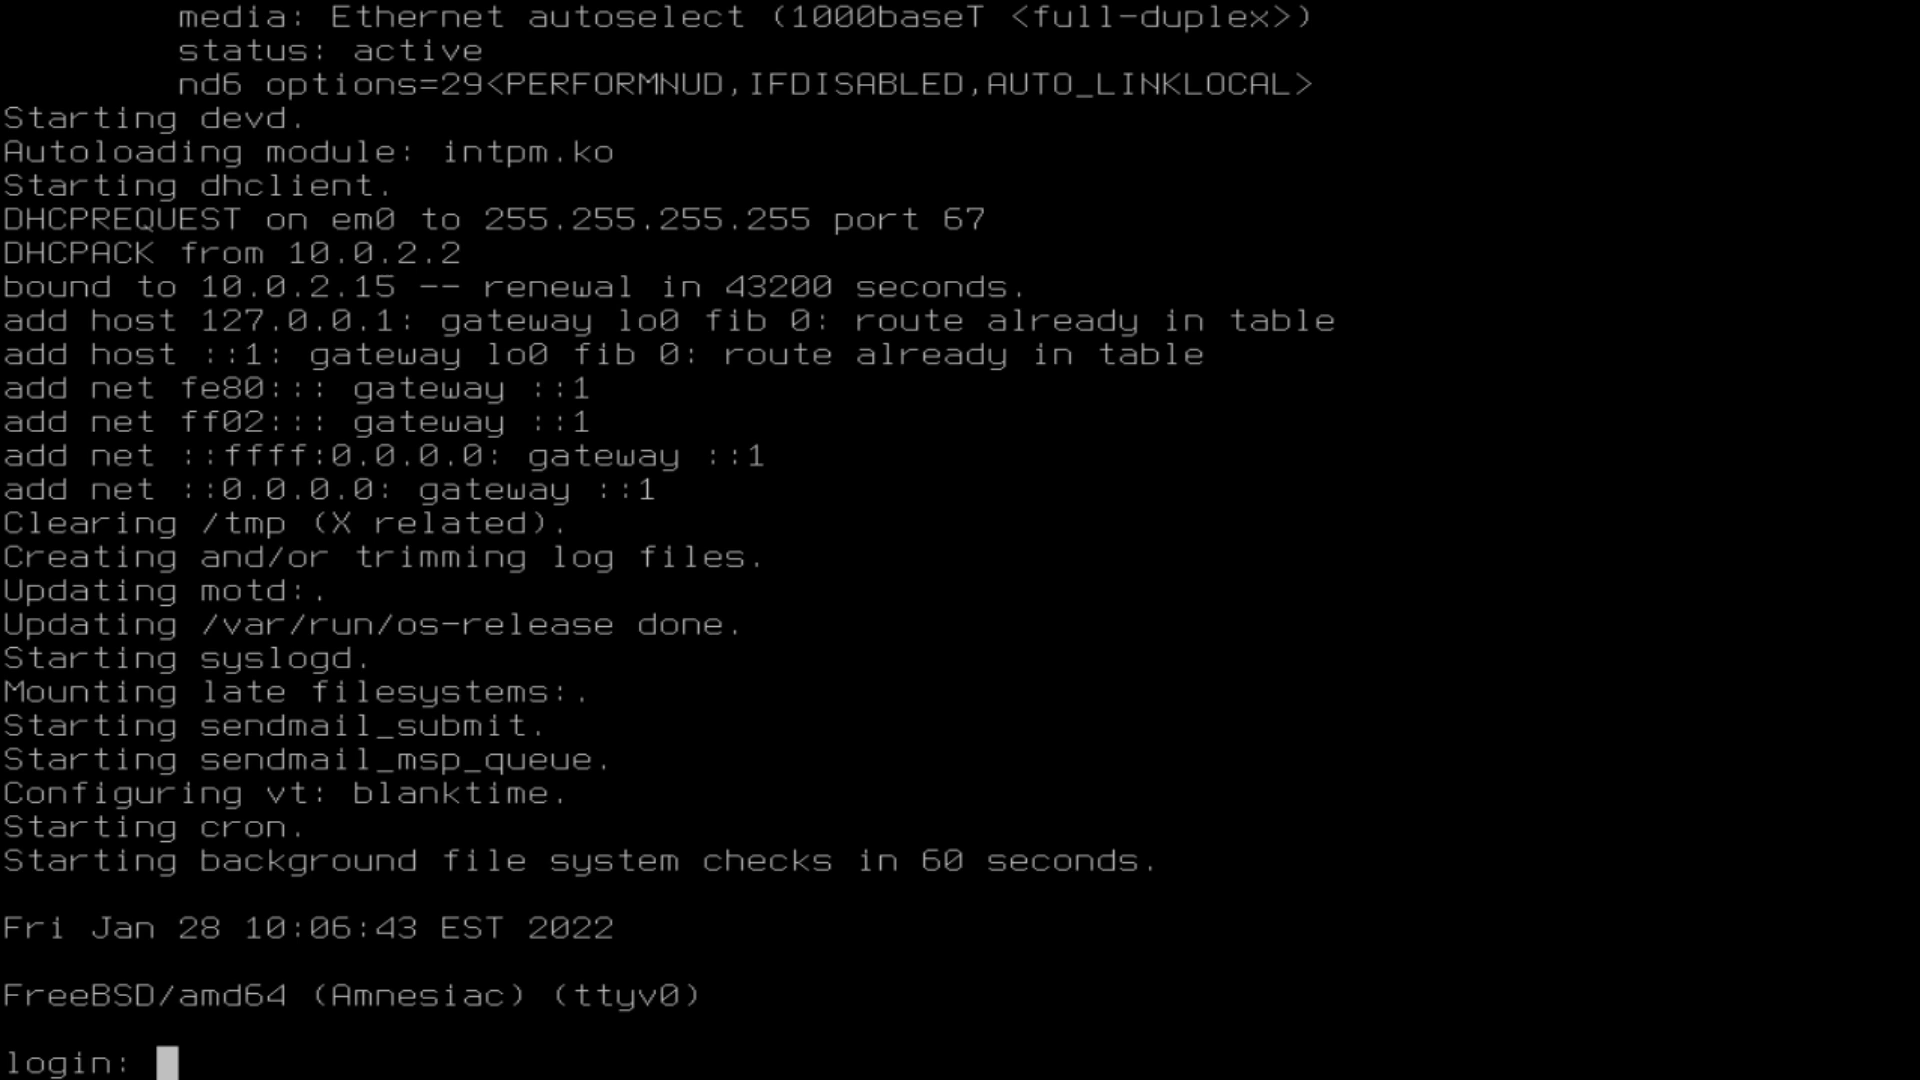 media: Ethernet autoselect (1000baseT <full-duplex>)
status: active
nd6 options=29<PERFORMNUD,IFDISABLED,AUTO_LINKLOCAL>
Starting devd.
Autoloading module: intpm.ko
Starting dhclient.
DHCPREQUEST on em0 to 255.255.255.255 port 67
DHCPACK from 10.0.2.2
bound to 10.0.2.15 -- renewal in 43200 seconds.
add host 127.0.0.1: gateway lo0 fib 0: route already in table
add host ::1: gateway lo0 fib 0: route already in table
add net fe80::: gateway ::1
add net ff02::: gateway ::1
add net ::ffff:0.0.0.0: gateway ::1
add net ::0.0.0.0: gateway ::1
Clearing /tmp (X related).
Creating and/or trimming log files.
Updating motd:.
Updating /var/run/os-release done.
Starting syslogd.
Mounting late filesystems:.
Starting sendmail_submit.
Starting sendmail_msp_queue.
Configuring vt: blanktime.
Starting cron.
Starting background file system checks in 60 seconds.
Fri Jan 28 10:06:43 EST 2022
FreeBSD/amd64 (Amnesiac) (ttyv0)
login: